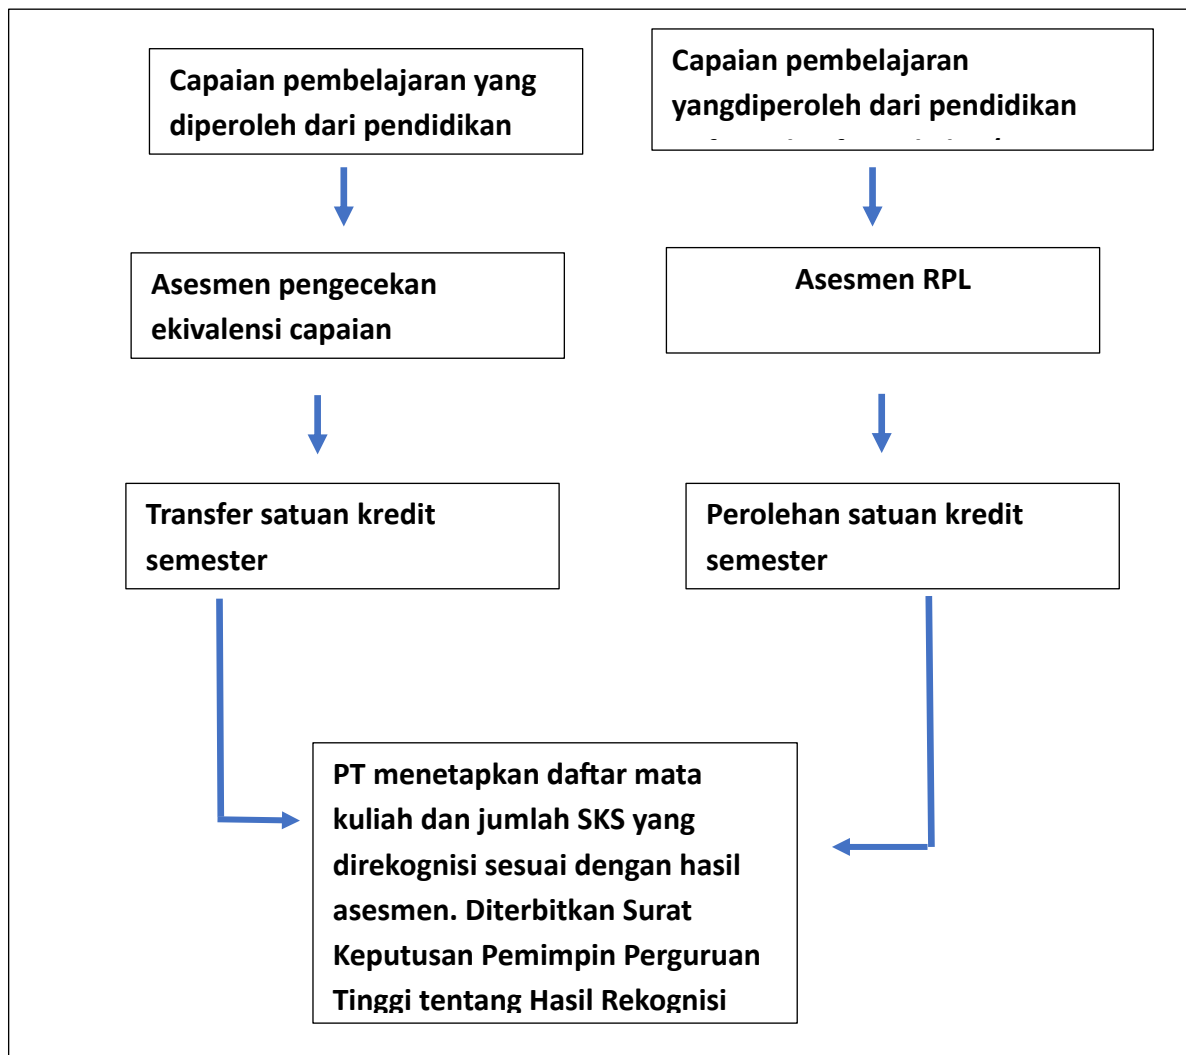 Capaian pembelajaran yang
diperoleh dari pendidikan
Capaian pembelajaran
yangdiperoleh dari pendidikan
Asesmen pengecekan
ekivalensi capaian
Asesmen RPL
Transfer satuan kredit
semester
Perolehan satuan kredit
semester
PT menetapkan daftar mata
kuliah dan jumlah SKS yang
direkognisi sesuai dengan hasil
asesmen. Diterbitkan Surat
Keputusan Pemimpin Perguruan
Tinggi tentang Hasil Rekognisi